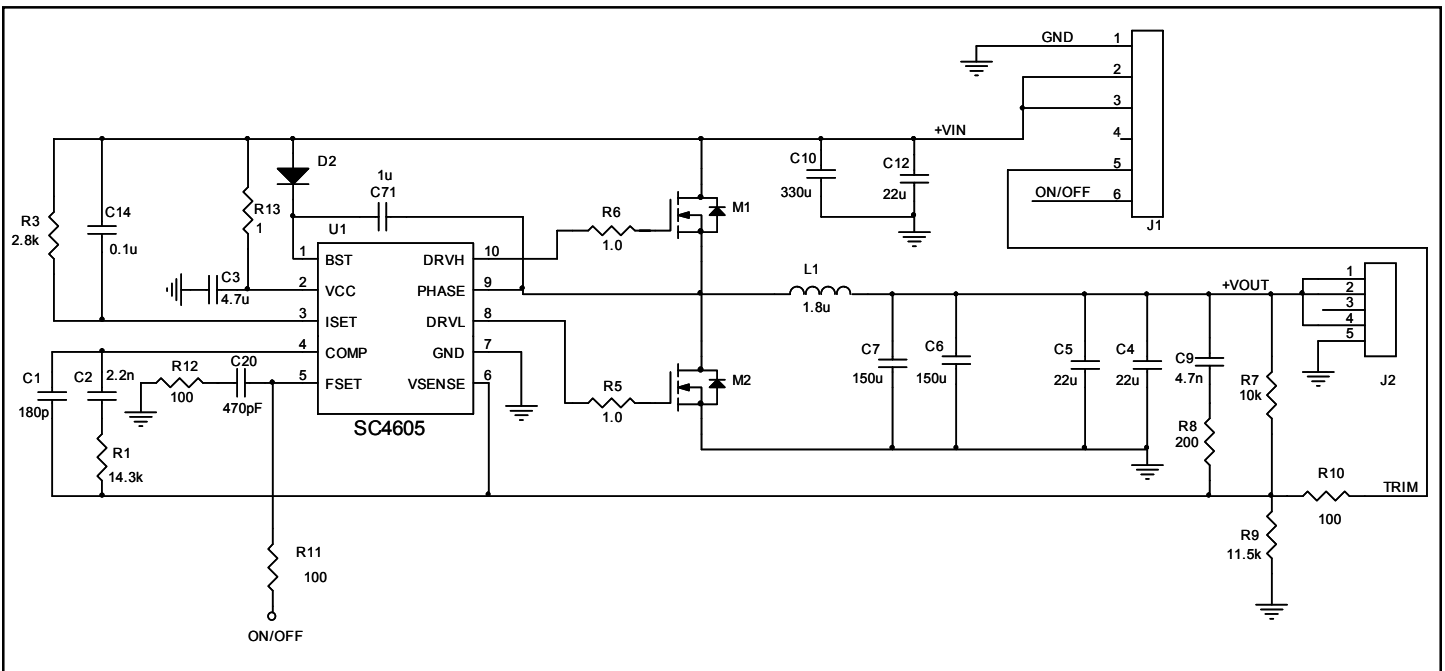 GND
1
2
3
+VIN
4
5
ON/OFF
6
J1
D2
1u
C71
C10
330u
C12
22u
R3
2.8k
C14
0.1u
R13
1
U1
R6
1.0
M1
1
BST
DRVH
10
C3
4.7u
2
VCC
PHASE
9
L1
1.8u
3
ISET
DRVL
8
4
COMP
GND
7
5
FSET
VSENSE
6
SC4605
C1
180p
C2
2.2n
R12
100
C20
470pF
R1
14.3k
R5
1.0
M2
C7
150u
C6
150u
C5
22u
C4
22u
C9
4.7n
R8
200
R7
10k
+VOUT
1
2
3
4
5
J2
R10
100
TRIM
R9
11.5k
R11
100
ON/OFF